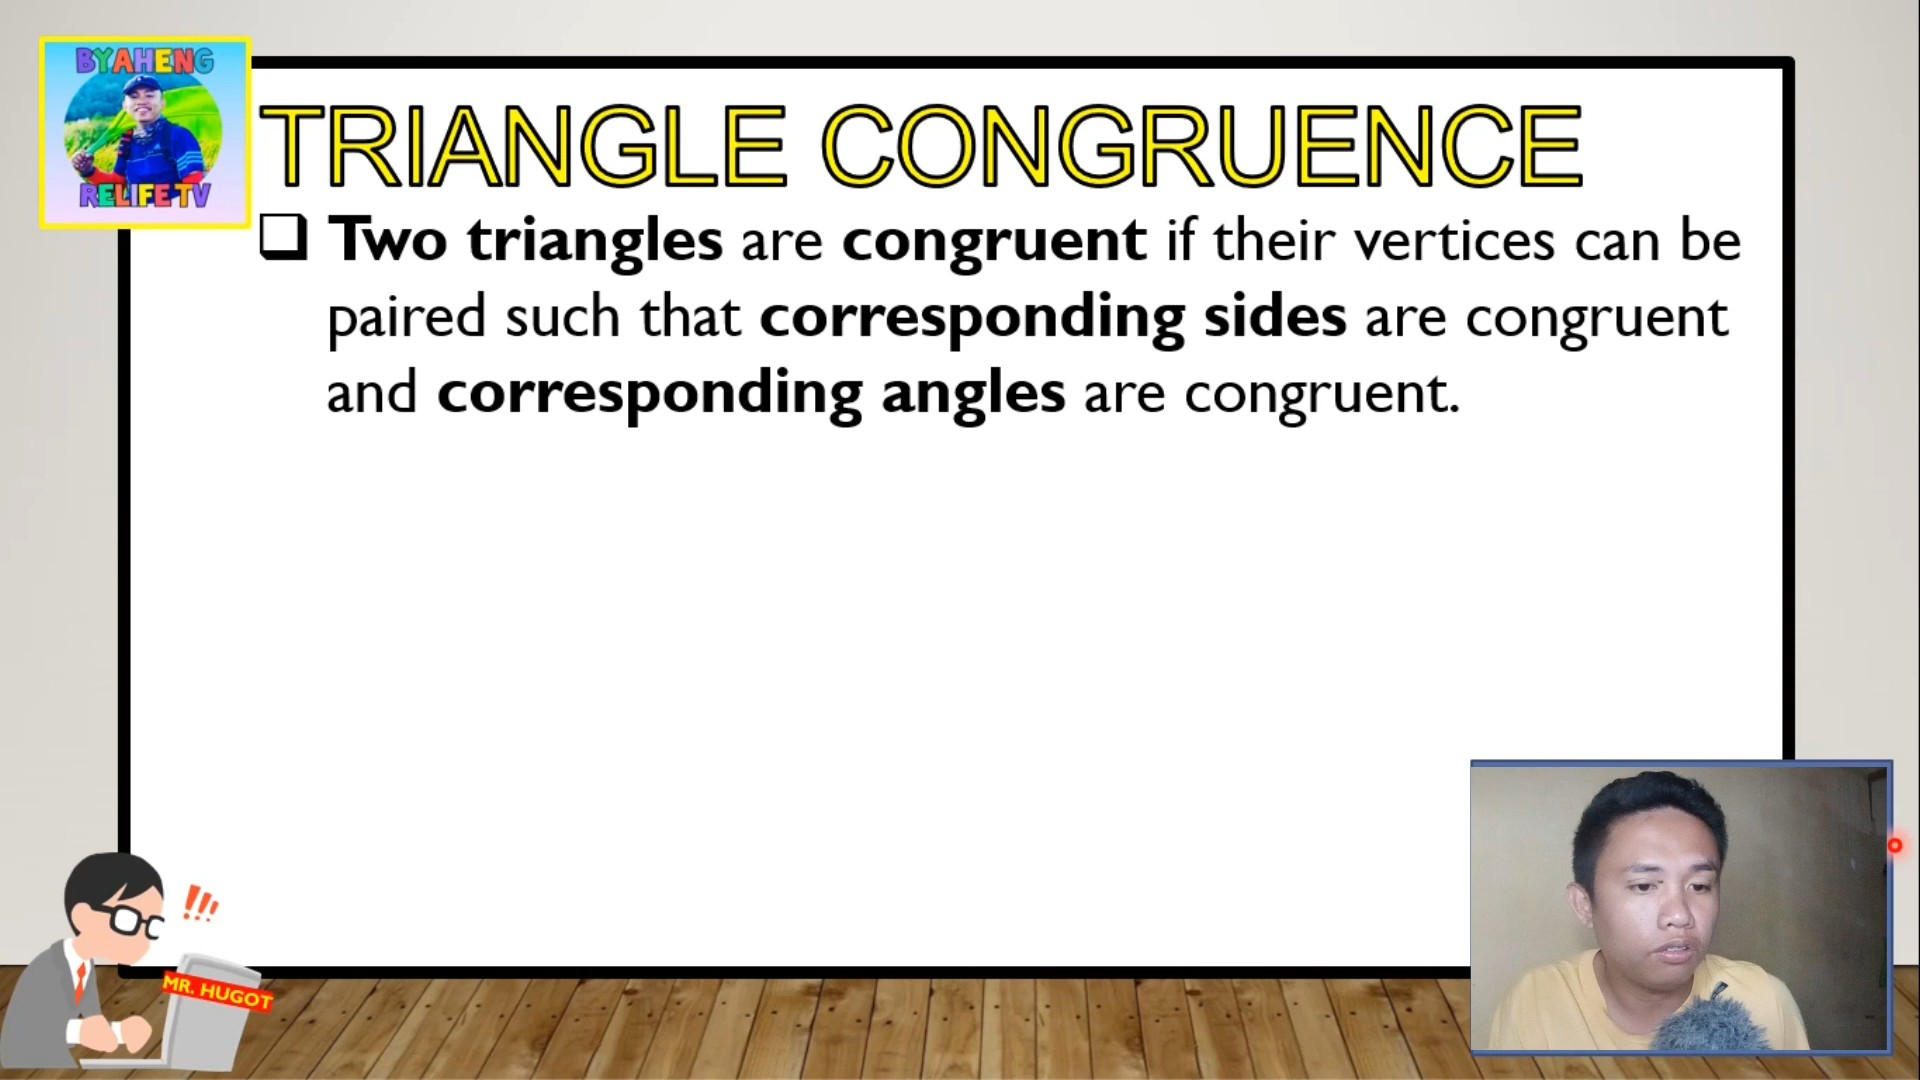 BYAHENG
RELIFE TV
TRIANGLE CONGRUENCE
Two triangles are congruent if their vertices can be
paired such that corresponding sides are congruent
and corresponding angles are congruent.
!!!
MR. HUGOT